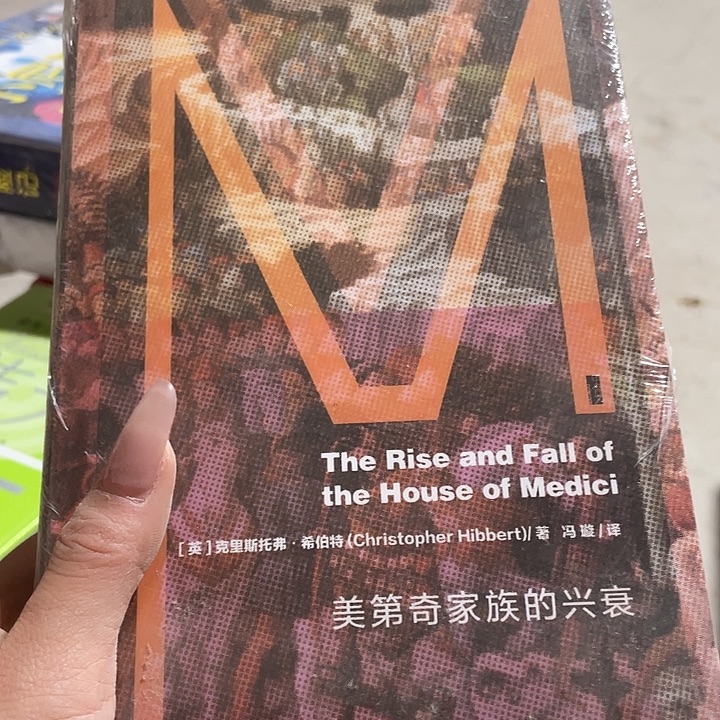 M
The Rise and Fall of
the House of Medici
[英]克里斯托弗·希伯特(Christopher Hibbert)/著 冯璇/译
美第奇家族的兴衰